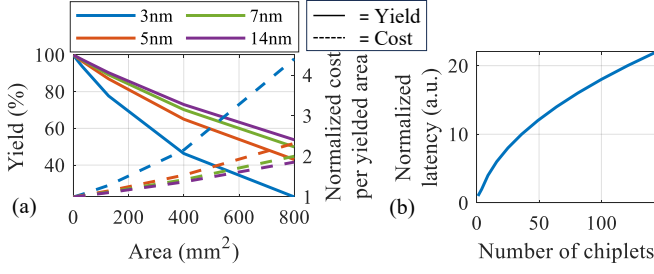 3nm 7nm
5nm 14nm
= Yield
= Cost
100
80
60
40
Yield (%)
0 200 400 600 800
Area (mm²)
4
3
2
1
Normalized cost
per yielded area
(a)
20
10
0
Normalized
latency (a.u.)
50 100
Number of chiplets
(b)